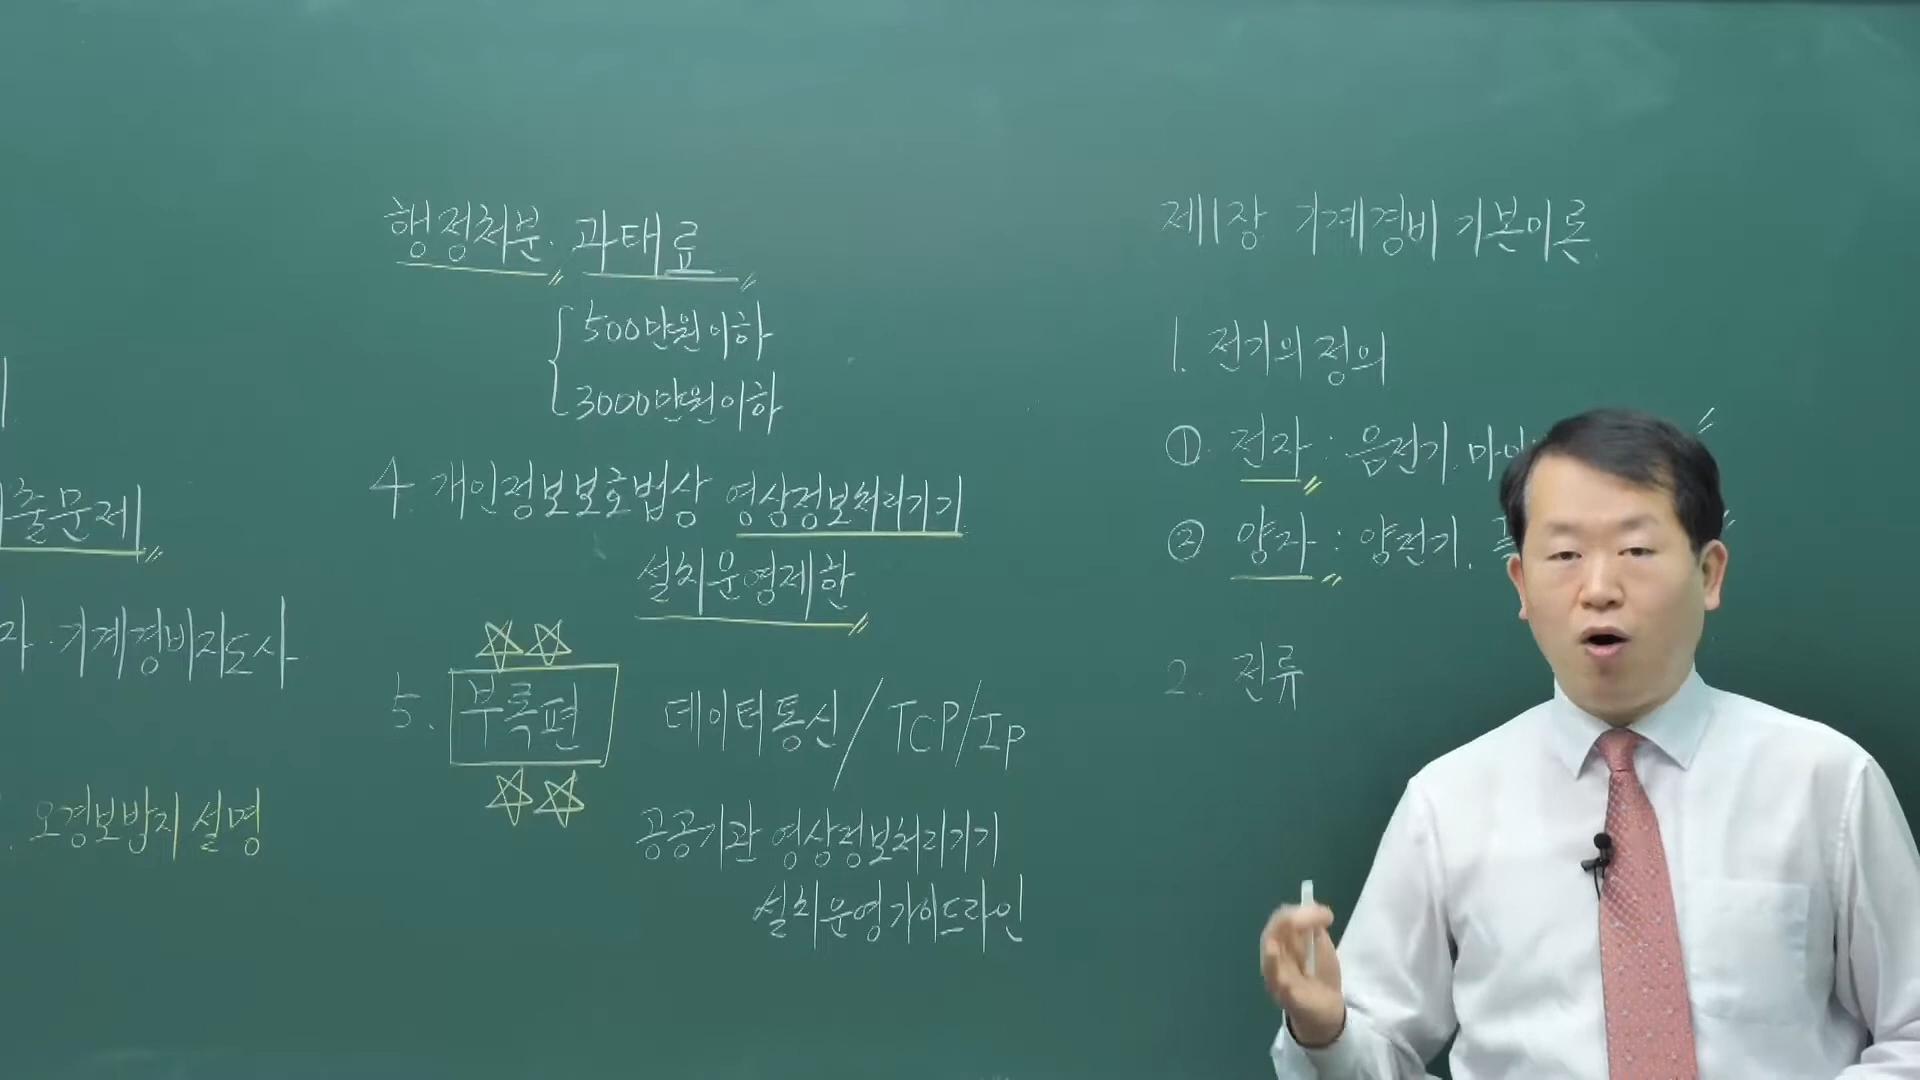 출문제
자·기계경비지도사
오경보방지 설명
행정처분·과태료
500만원이하
3000만원이하
4. 개인정보보호법상 영상정보처리기기
설치운영제한
5. 부록편 데이터통신/TCP/IP
공공기관 영상정보처리기기
설치운영가이드라인
제1장 기계경비 기본이론.
1. 전기의 정의
① 전자 : 음전기.
② 양자 : 양전기.
2. 전류